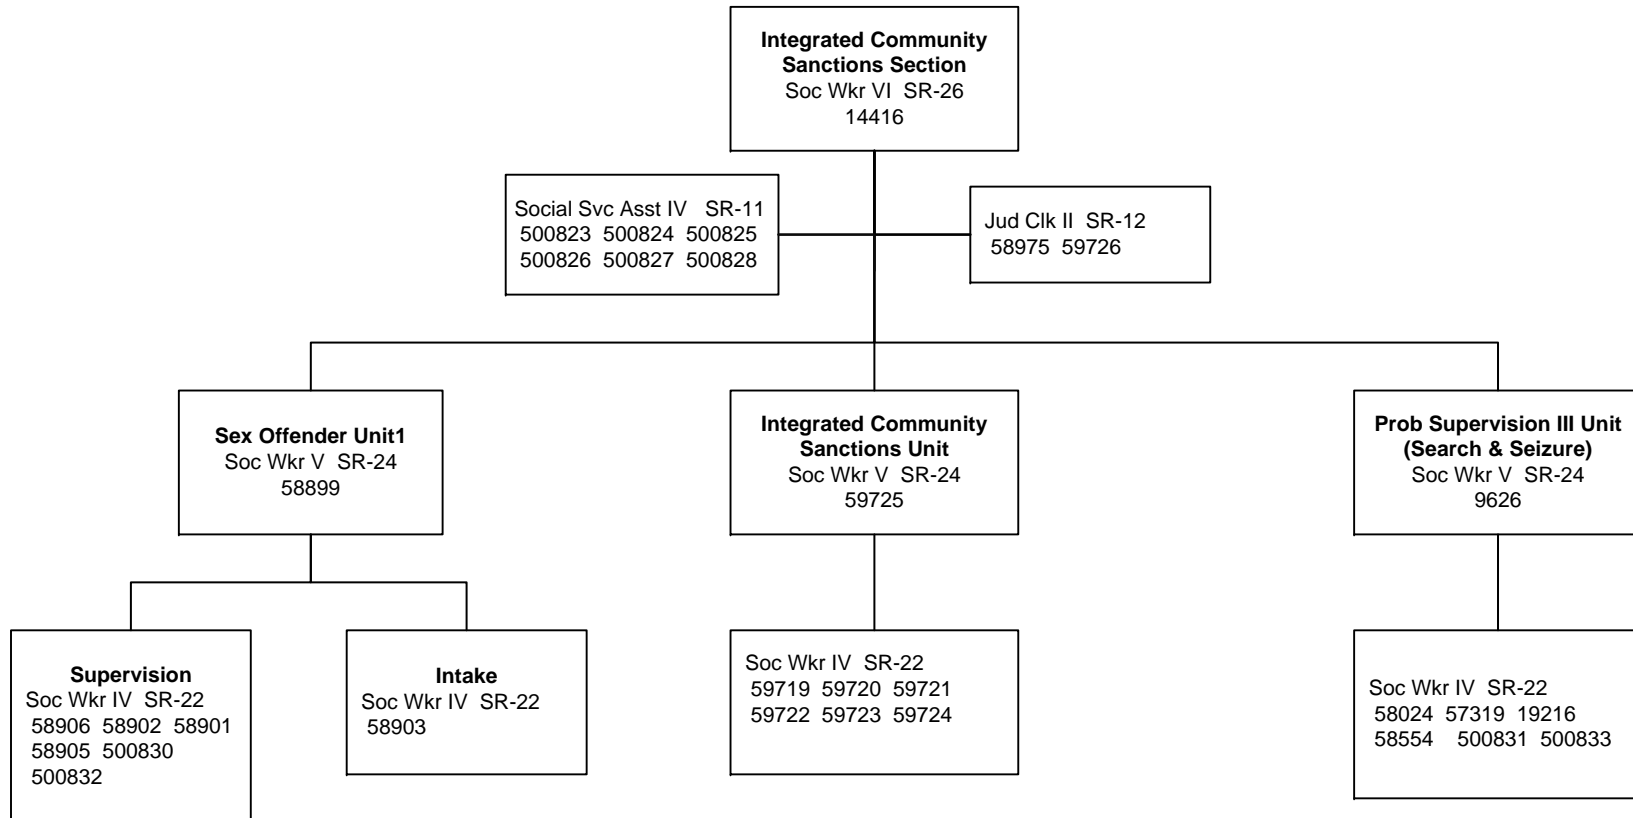 Integrated Community
Sanctions Section
Soc Wkr VI SR-26
14416
Social Svc Asst IV SR-11
500823 500824 500825
500826 500827 500828
Jud Clk II SR-12
58975 59726
Sex Offender Unit1
Soc Wkr V SR-24
58899
Integrated Community
Sanctions Unit
Soc Wkr V SR-24
59725
Prob Supervision III Unit
(Search & Seizure)
Soc Wkr V SR-24
9626
Supervision
Soc Wkr IV SR-22
58906 58902 58901
58905 500830
500832
Intake
Soc Wkr IV SR-22
58903
Soc Wkr IV SR-22
59719 59720 59721
59722 59723 59724
Soc Wkr IV SR-22
58024 57319 19216
58554 500831 500833